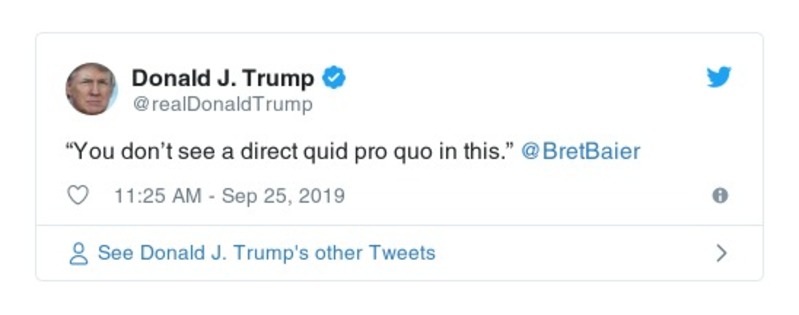 Donald J. Trump
@realDonaldTrump
“You don’t see a direct quid pro quo in this.” @BretBaier
11:25 AM - Sep 25, 2019
See Donald J. Trump's other Tweets